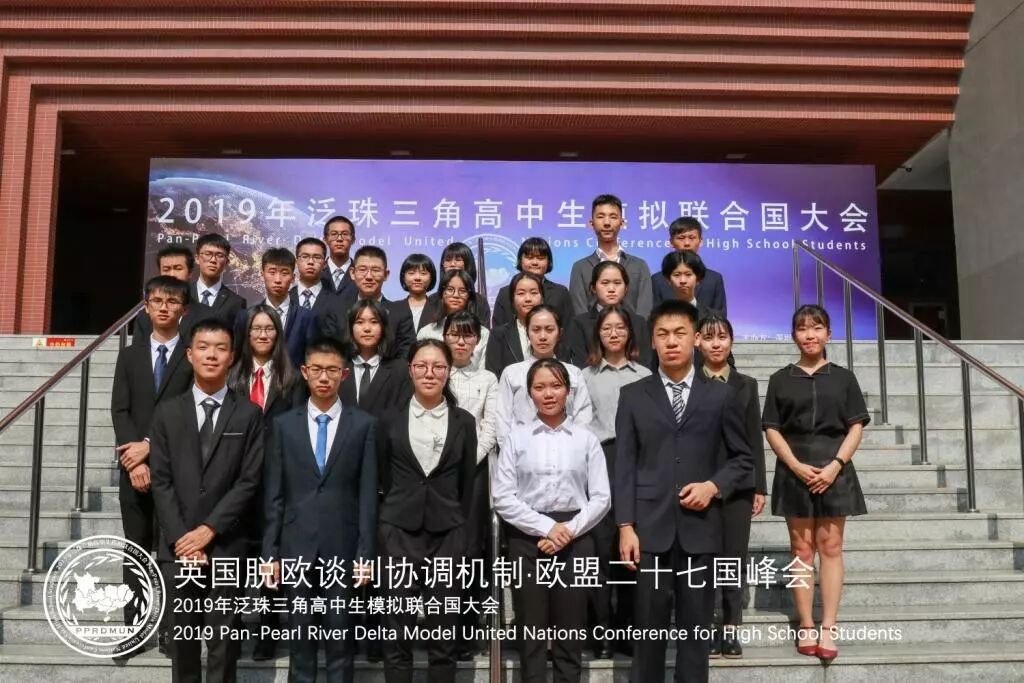 2019年泛珠三角高中生模拟联合国大会
Pan-Pearl River Delta Model United Nations Conference for High School Students
英国脱欧谈判协调机制·欧盟二十七国峰会
2019年泛珠三角高中生模拟联合国大会
2019 Pan-Pearl River Delta Model United Nations Conference for High School Students
PPRDMUN